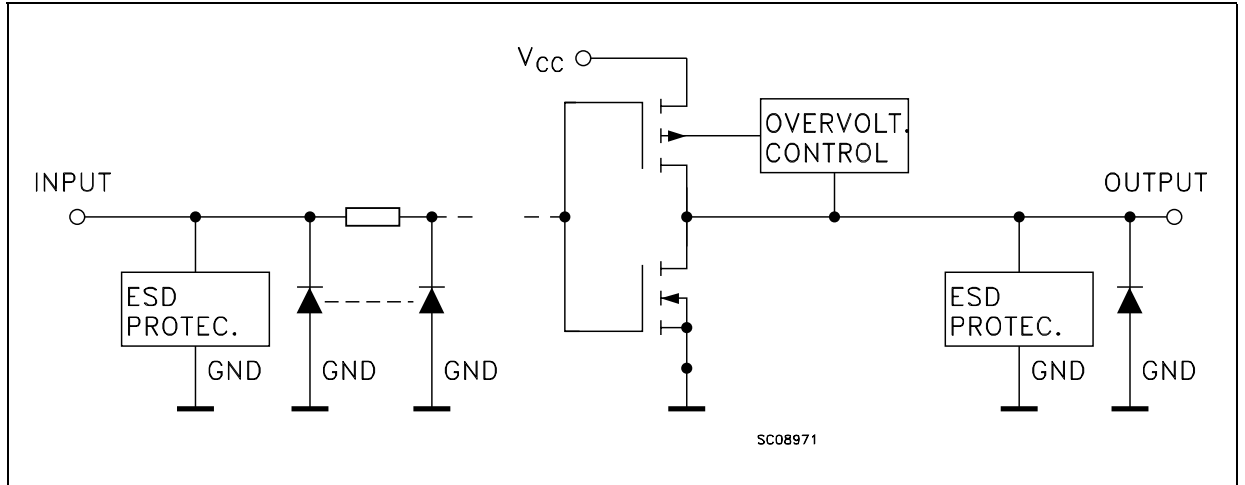 VCC
OVERVOLT.
CONTROL
INPUT
OUTPUT
ESD
PROTEC.
ESD
PROTEC.
GND
GND
GND
GND
GND
SC08971